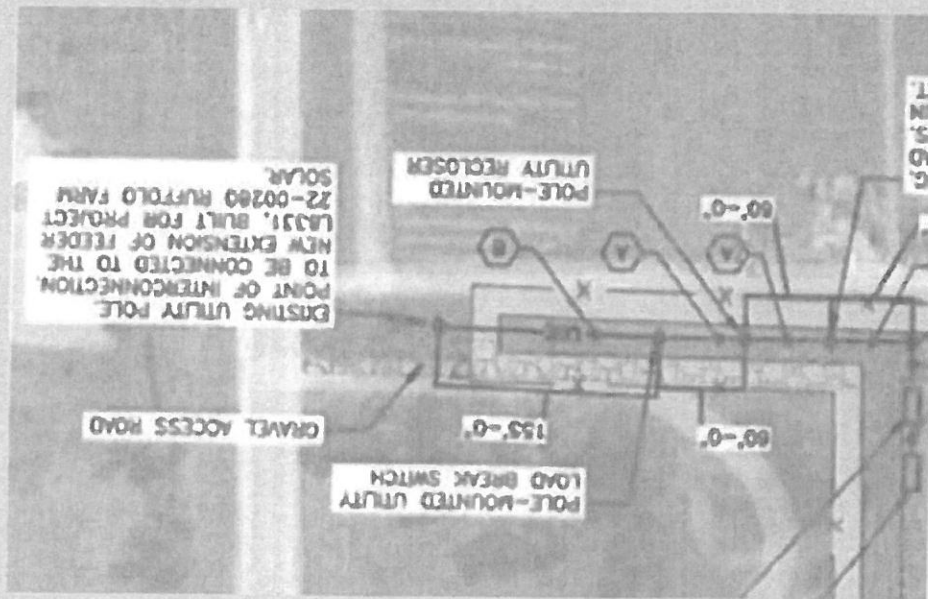 POLE-MOUNTED UTILITY
LOAD BREAK SWITCH
60'-0"
155'-0"
GRAVEL ACCESS ROAD
EXISTING UTILITY POLE.
POINT OF INTERCONNECTION.
TO BE CONNECTED TO THE
NEW EXTENSION OF FEEDER
L8331, BUILT FOR PROJECT
22-00280 RUFFOLO FARM
SOLAR.
UGE
A
A
B
60'-0"
POLE-MOUNTED
UTILITY RECLOSER